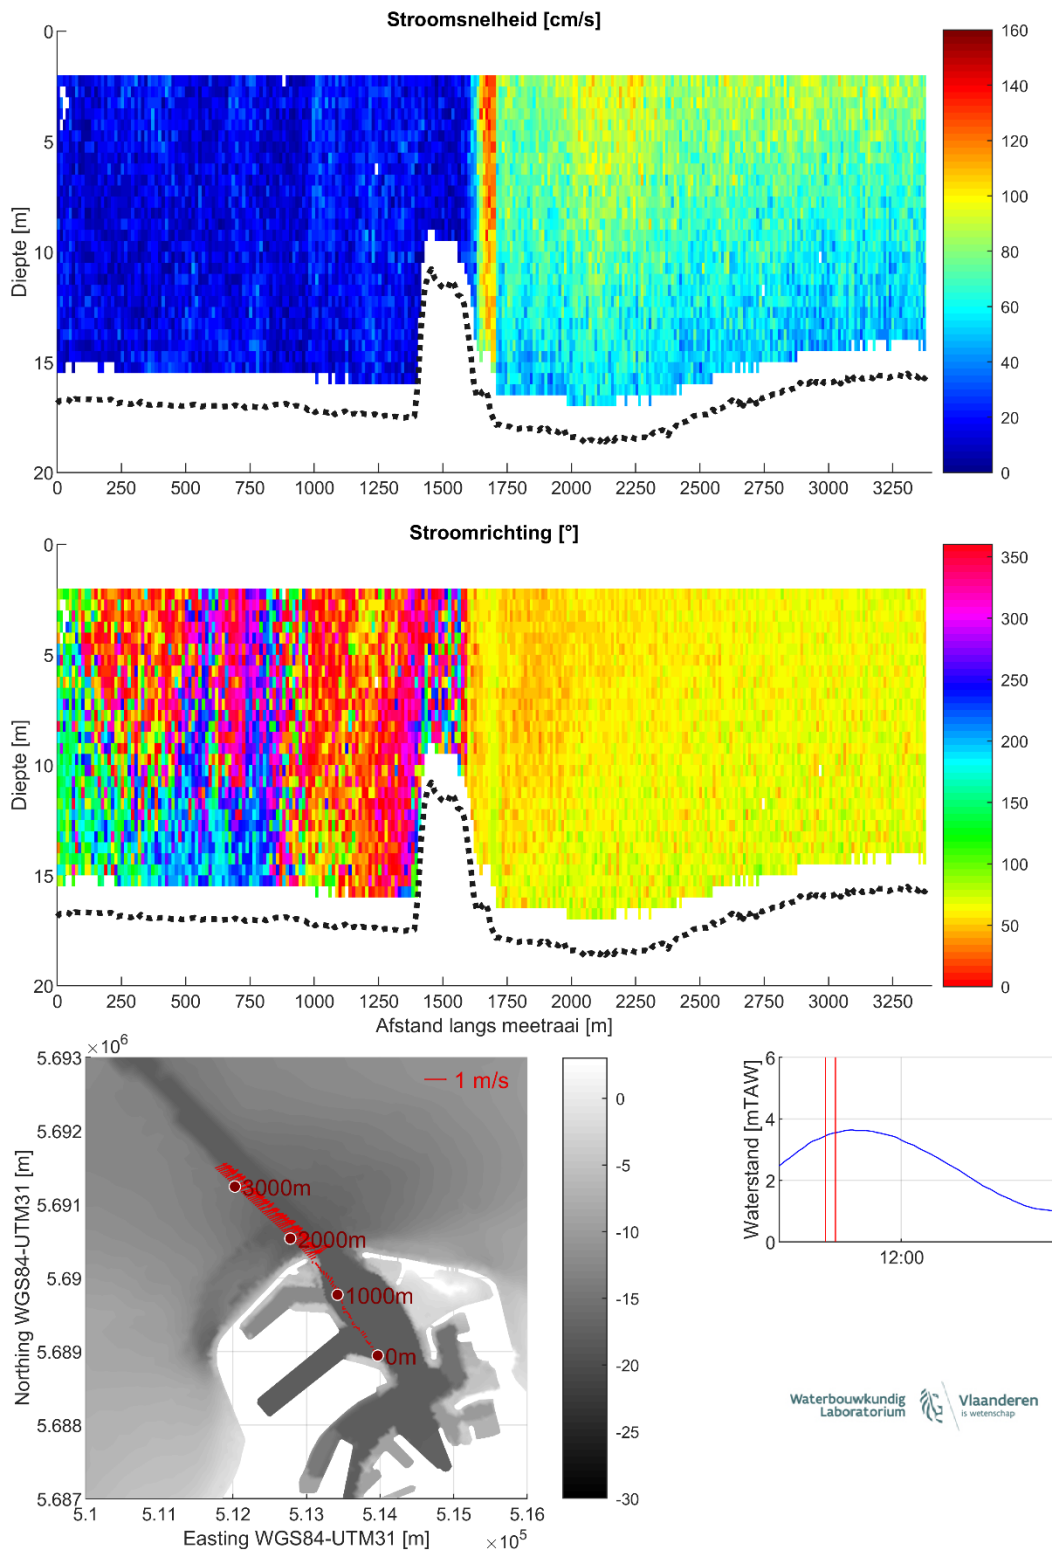 Stroomsnelheid [cm/s]
0
5
10
15
20
Diepte [m]
0 250 500 750 1000 1250 1500 1750 2000 2250 2500 2750 3000 3250
160
140
120
100
80
60
40
20
0
Stroomrichting [°]
0
5
10
15
20
Diepte [m]
0 250 500 750 1000 1250 1500 1750 2000 2250 2500 2750 3000 3250
Afstand langs meetraai [m]
350
300
250
200
150
100
50
0
×10⁶
5.693
5.692
5.691
5.69
5.689
5.688
5.687
Northing WGS84-UTM31 [m]
1 m/s
3000m
2000m
1000m
0m
5.1 5.12 5.13 5.14 5.15 5.16
Easting WGS84-UTM31 [m]
×10⁵
0
-5
-10
-15
-20
-25
-30
6
4
2
0
Waterstand [mTAW]
12:00
Waterbouwkundig
Laboratorium
Vlaanderen
is wetenschap